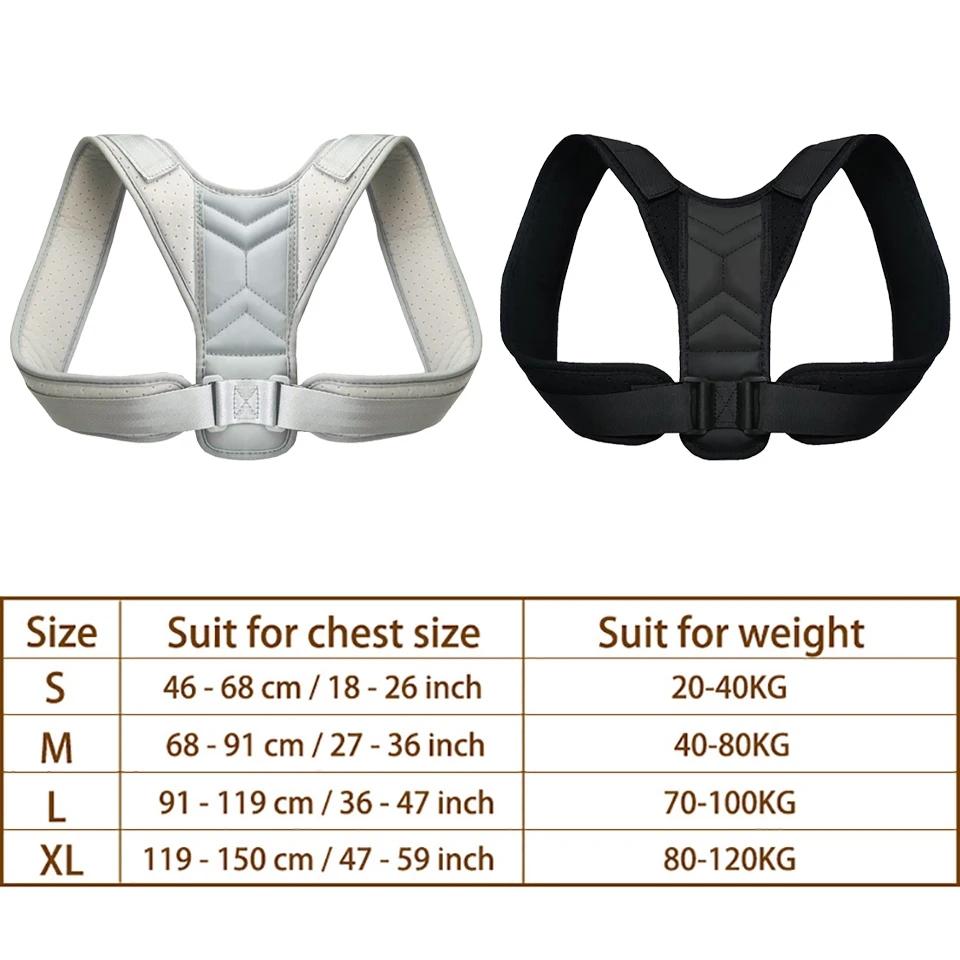 Size Suit for chest size Suit for weight
S 46 - 68 cm / 18 - 26 inch 20-40KG
M 68 - 91 cm / 27 - 36 inch 40-80KG
L 91 - 119 cm / 36 - 47 inch 70-100KG
XL 119 - 150 cm / 47 - 59 inch 80-120KG